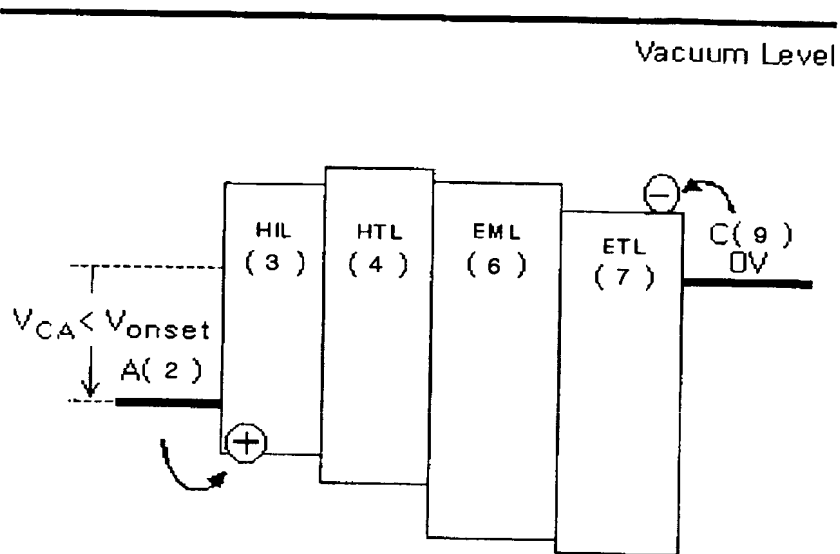 Vacuum Level
HIL
( 3 )
HTL
( 4 )
EML
( 6 )
ETL
( 7 )
−
C( 9 )
0V
V_CA < V_onset
A( 2 )
+